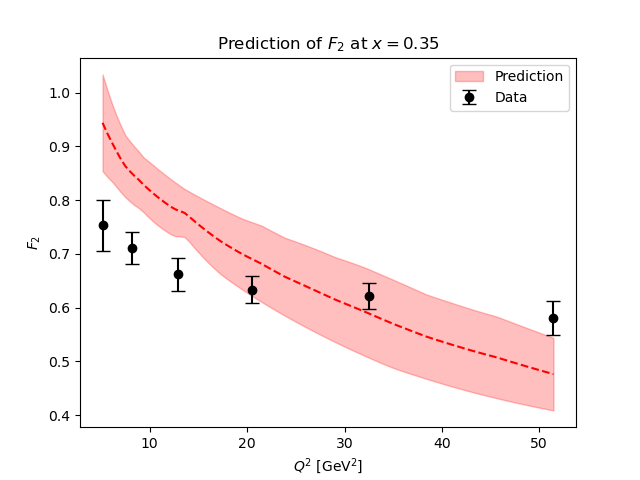 Prediction of $F_2$ at $x = 0.35$
Prediction
Data
1.0
0.9
0.8
0.7
0.6
0.5
0.4
$F_2$
10 20 30 40 50
$Q^2$ [GeV$^2$]